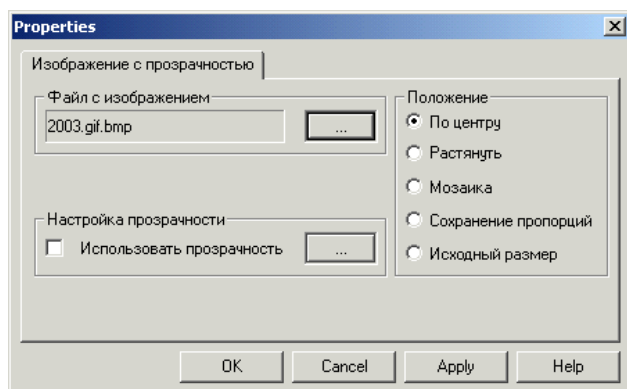 Properties
Изображение с прозрачностью
Файл с изображением
2003.gif.bmp
...
Настройка прозрачности
Использовать прозрачность
...
Положение
По центру
Растянуть
Мозаика
Сохранение пропорций
Исходный размер
OK
Cancel
Apply
Help